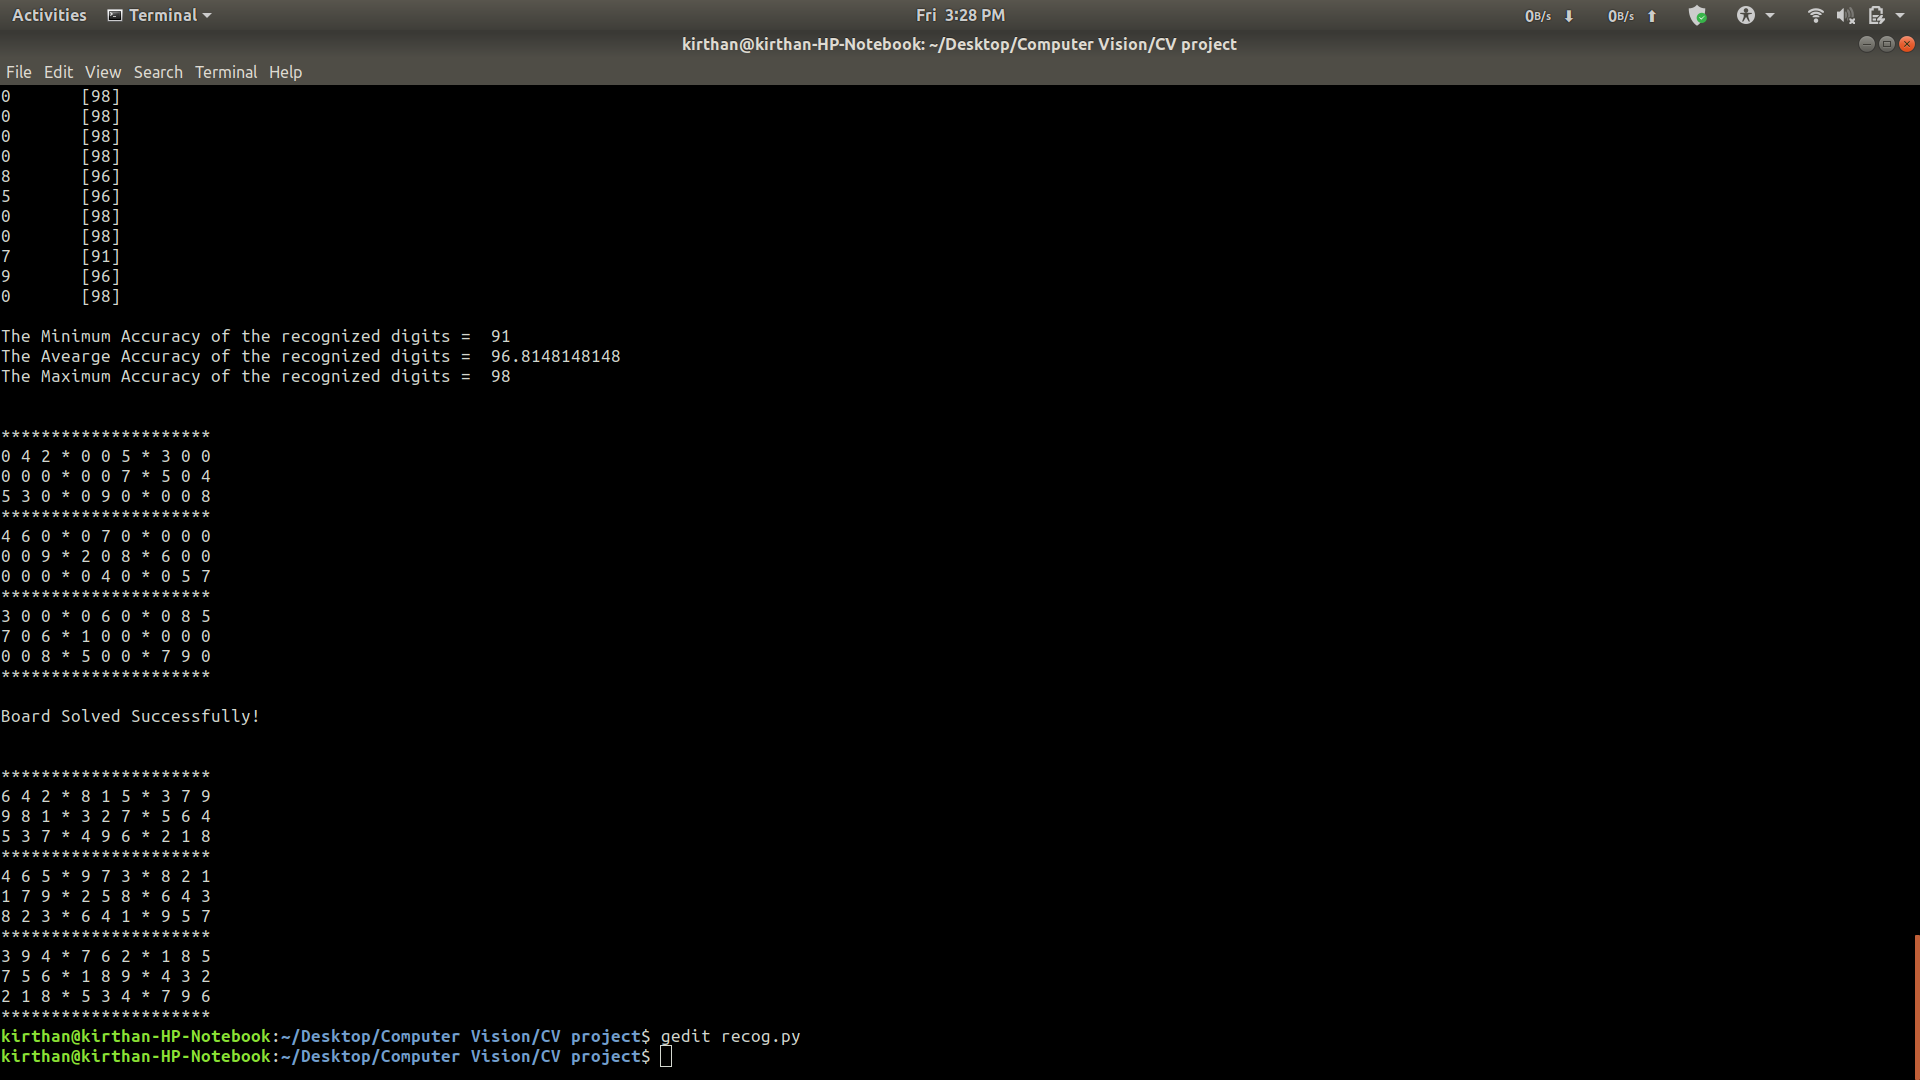 Activities Terminal Fri 3:28 PM 0B/s 0B/s
kirthan@kirthan-HP-Notebook: ~/Desktop/Computer Vision/CV project
File Edit View Search Terminal Help
0 [98]
0 [98]
0 [98]
0 [98]
8 [96]
5 [96]
0 [98]
0 [98]
7 [91]
9 [96]
0 [98]
The Minimum Accuracy of the recognized digits = 91
The Avearge Accuracy of the recognized digits = 96.8148148148
The Maximum Accuracy of the recognized digits = 98
*********************
0 4 2 * 0 0 5 * 3 0 0
0 0 0 * 0 0 7 * 5 0 4
5 3 0 * 0 9 0 * 0 0 8
*********************
4 6 0 * 0 7 0 * 0 0 0
0 0 9 * 2 0 8 * 6 0 0
0 0 0 * 0 4 0 * 0 5 7
*********************
3 0 0 * 0 6 0 * 0 8 5
7 0 6 * 1 0 0 * 0 0 0
0 0 8 * 5 0 0 * 7 9 0
*********************
Board Solved Successfully!
*********************
6 4 2 * 8 1 5 * 3 7 9
9 8 1 * 3 2 7 * 5 6 4
5 3 7 * 4 9 6 * 2 1 8
*********************
4 6 5 * 9 7 3 * 8 2 1
1 7 9 * 2 5 8 * 6 4 3
8 2 3 * 6 4 1 * 9 5 7
*********************
3 9 4 * 7 6 2 * 1 8 5
7 5 6 * 1 8 9 * 4 3 2
2 1 8 * 5 3 4 * 7 9 6
*********************
kirthan@kirthan-HP-Notebook:~/Desktop/Computer Vision/CV project$ gedit recog.py
kirthan@kirthan-HP-Notebook:~/Desktop/Computer Vision/CV project$